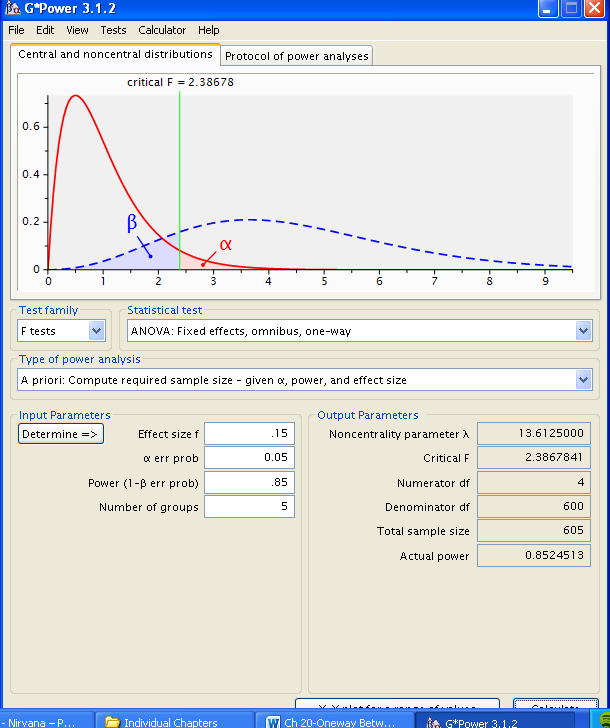 G*Power 3.1.2
File Edit View Tests Calculator Help
Central and noncentral distributions Protocol of power analyses
critical F = 2.38678
0.6
0.4
0.2
0
β
α
0 1 2 3 4 5 6 7 8 9
Test family Statistical test
F tests ANOVA: Fixed effects, omnibus, one-way
Type of power analysis
A priori: Compute required sample size - given α, power, and effect size
Input Parameters
Determine =>
Effect size f .15
α err prob 0.05
Power (1-β err prob) .85
Number of groups 5
Output Parameters
Noncentrality parameter λ 13.6125000
Critical F 2.3867841
Numerator df 4
Denominator df 600
Total sample size 605
Actual power 0.8524513
X-Y plot for a range of values Calculate
- Nirvana – P... Individual Chapters Ch 20-Oneway Betw... G*Power 3.1.2